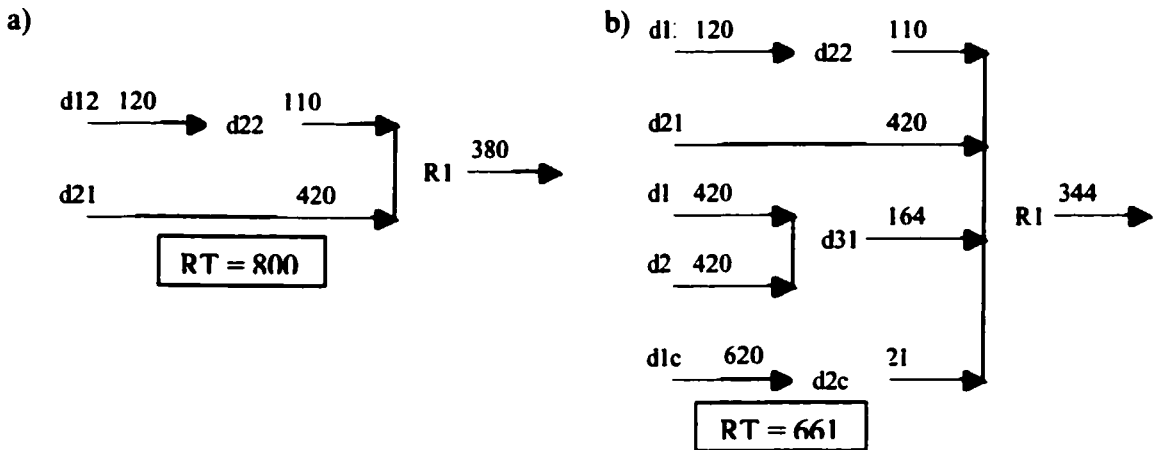 a)
d12 120 d22 110
d21 420
R1 380
RT = 800
b)
d1: 120 d22 110
d21 420
d1 420
d2 420
d31 164
R1 344
d1c 620 d2c 21
RT = 661